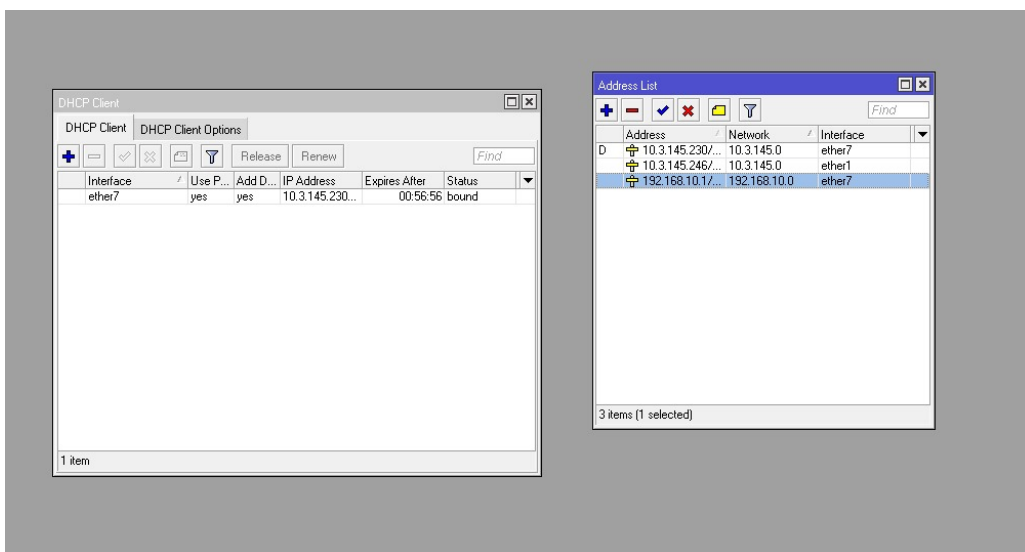 DHCP Client
DHCP Client DHCP Client Options
Release Renew Find
Interface Use P... Add D... IP Address Expires After Status
ether7 yes yes 10.3.145.230... 00:56:56 bound
1 item
Address List
Find
Address Network Interface
D 10.3.145.230/... 10.3.145.0 ether7
10.3.145.246/... 10.3.145.0 ether1
192.168.10.1/... 192.168.10.0 ether7
3 items (1 selected)